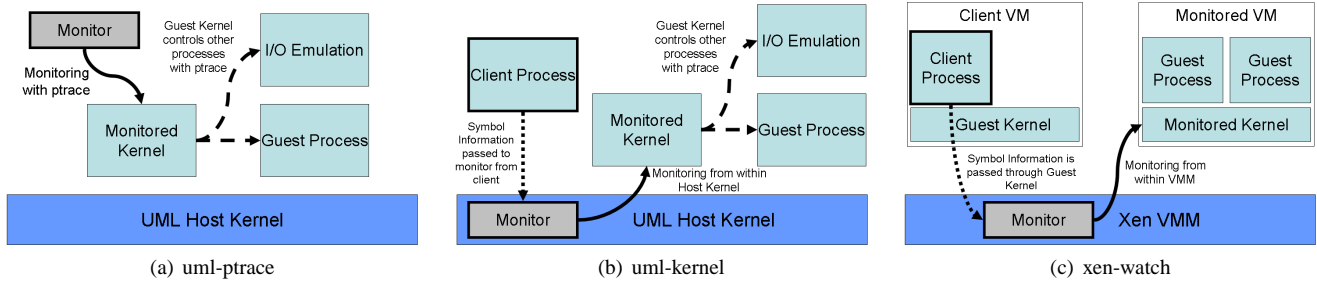 Monitor
Monitoring
with ptrace
Monitored
Kernel
Guest Kernel
controls other
processes
with ptrace
I/O Emulation
Guest Process
UML Host Kernel
(a) uml-ptrace
Client Process
Symbol
Information
passed to
monitor from
client
Monitored
Kernel
Guest Kernel
controls other
processes
with ptrace
I/O Emulation
Guest Process
Monitoring from within
Host Kernel
Monitor
UML Host Kernel
(b) uml-kernel
Client VM
Client
Process
Guest Kernel
Monitored VM
Guest
Process
Guest
Process
Monitored Kernel
Symbol Information is
passed through Guest
Kernel
Monitoring from
within VMM
Monitor
Xen VMM
(c) xen-watch